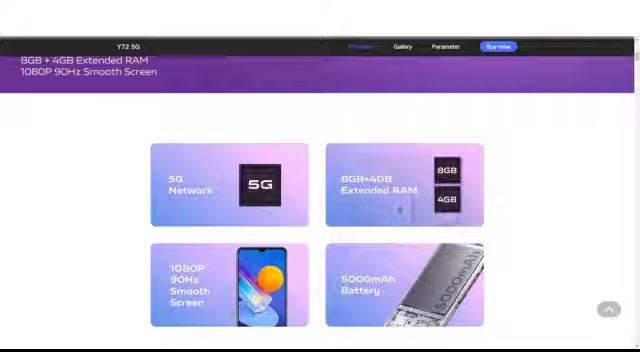 Y72 5G
Gallery
Parameter
Buy now
8GB + 4GB Extended RAM
1080P 90Hz Smooth Screen
5G
Network
5G
8GB+4GB
Extended RAM
8GB
4GB
1080P
90Hz
Smooth
Screen
5000mAh
Battery
5000mAh